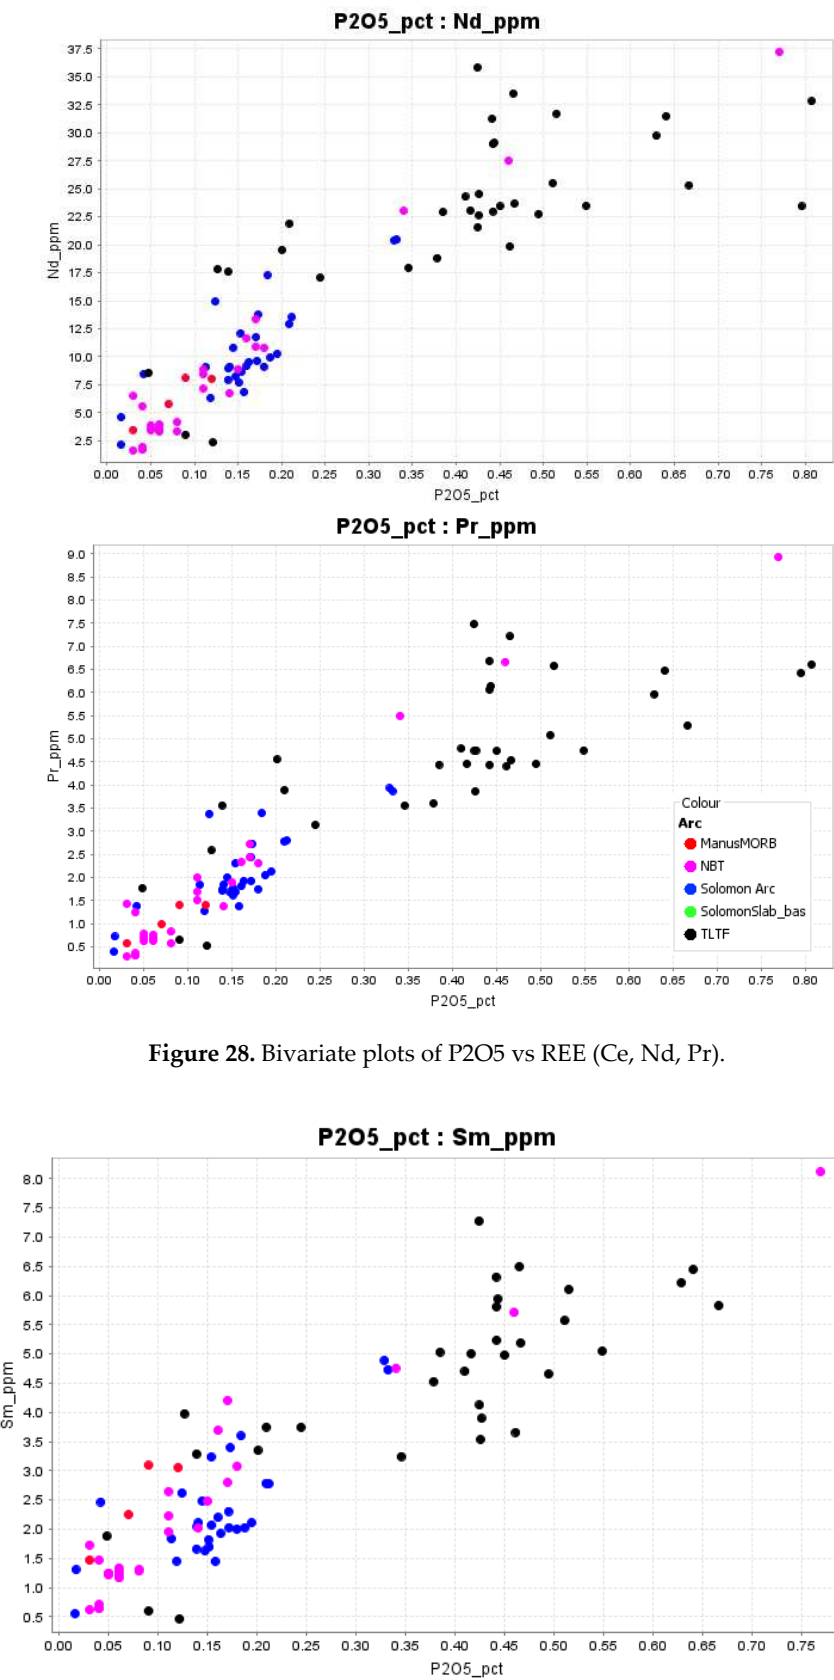 P2O5_pct : Nd_ppm
37.5
35.0
32.5
30.0
27.5
25.0
22.5
20.0
17.5
15.0
12.5
10.0
7.5
5.0
2.5
Nd_ppm
0.00 0.05 0.10 0.15 0.20 0.25 0.30 0.35 0.40 0.45 0.50 0.55 0.60 0.65 0.70 0.75 0.80
P2O5_pct
P2O5_pct : Pr_ppm
9.0
8.5
8.0
7.5
7.0
6.5
6.0
5.5
5.0
4.5
4.0
3.5
3.0
2.5
2.0
1.5
1.0
0.5
Pr_ppm
Colour
Arc
ManusMORB
NBT
Solomon Arc
SolomonSlab_bas
TLTF
0.00 0.05 0.10 0.15 0.20 0.25 0.30 0.35 0.40 0.45 0.50 0.55 0.60 0.65 0.70 0.75 0.80
P2O5_pct
Figure 28. Bivariate plots of P2O5 vs REE (Ce, Nd, Pr).
P2O5_pct : Sm_ppm
8.0
7.5
7.0
6.5
6.0
5.5
5.0
4.5
4.0
3.5
3.0
2.5
2.0
1.5
1.0
0.5
Sm_ppm
0.00 0.05 0.10 0.15 0.20 0.25 0.30 0.35 0.40 0.45 0.50 0.55 0.60 0.65 0.70 0.75
P2O5_pct